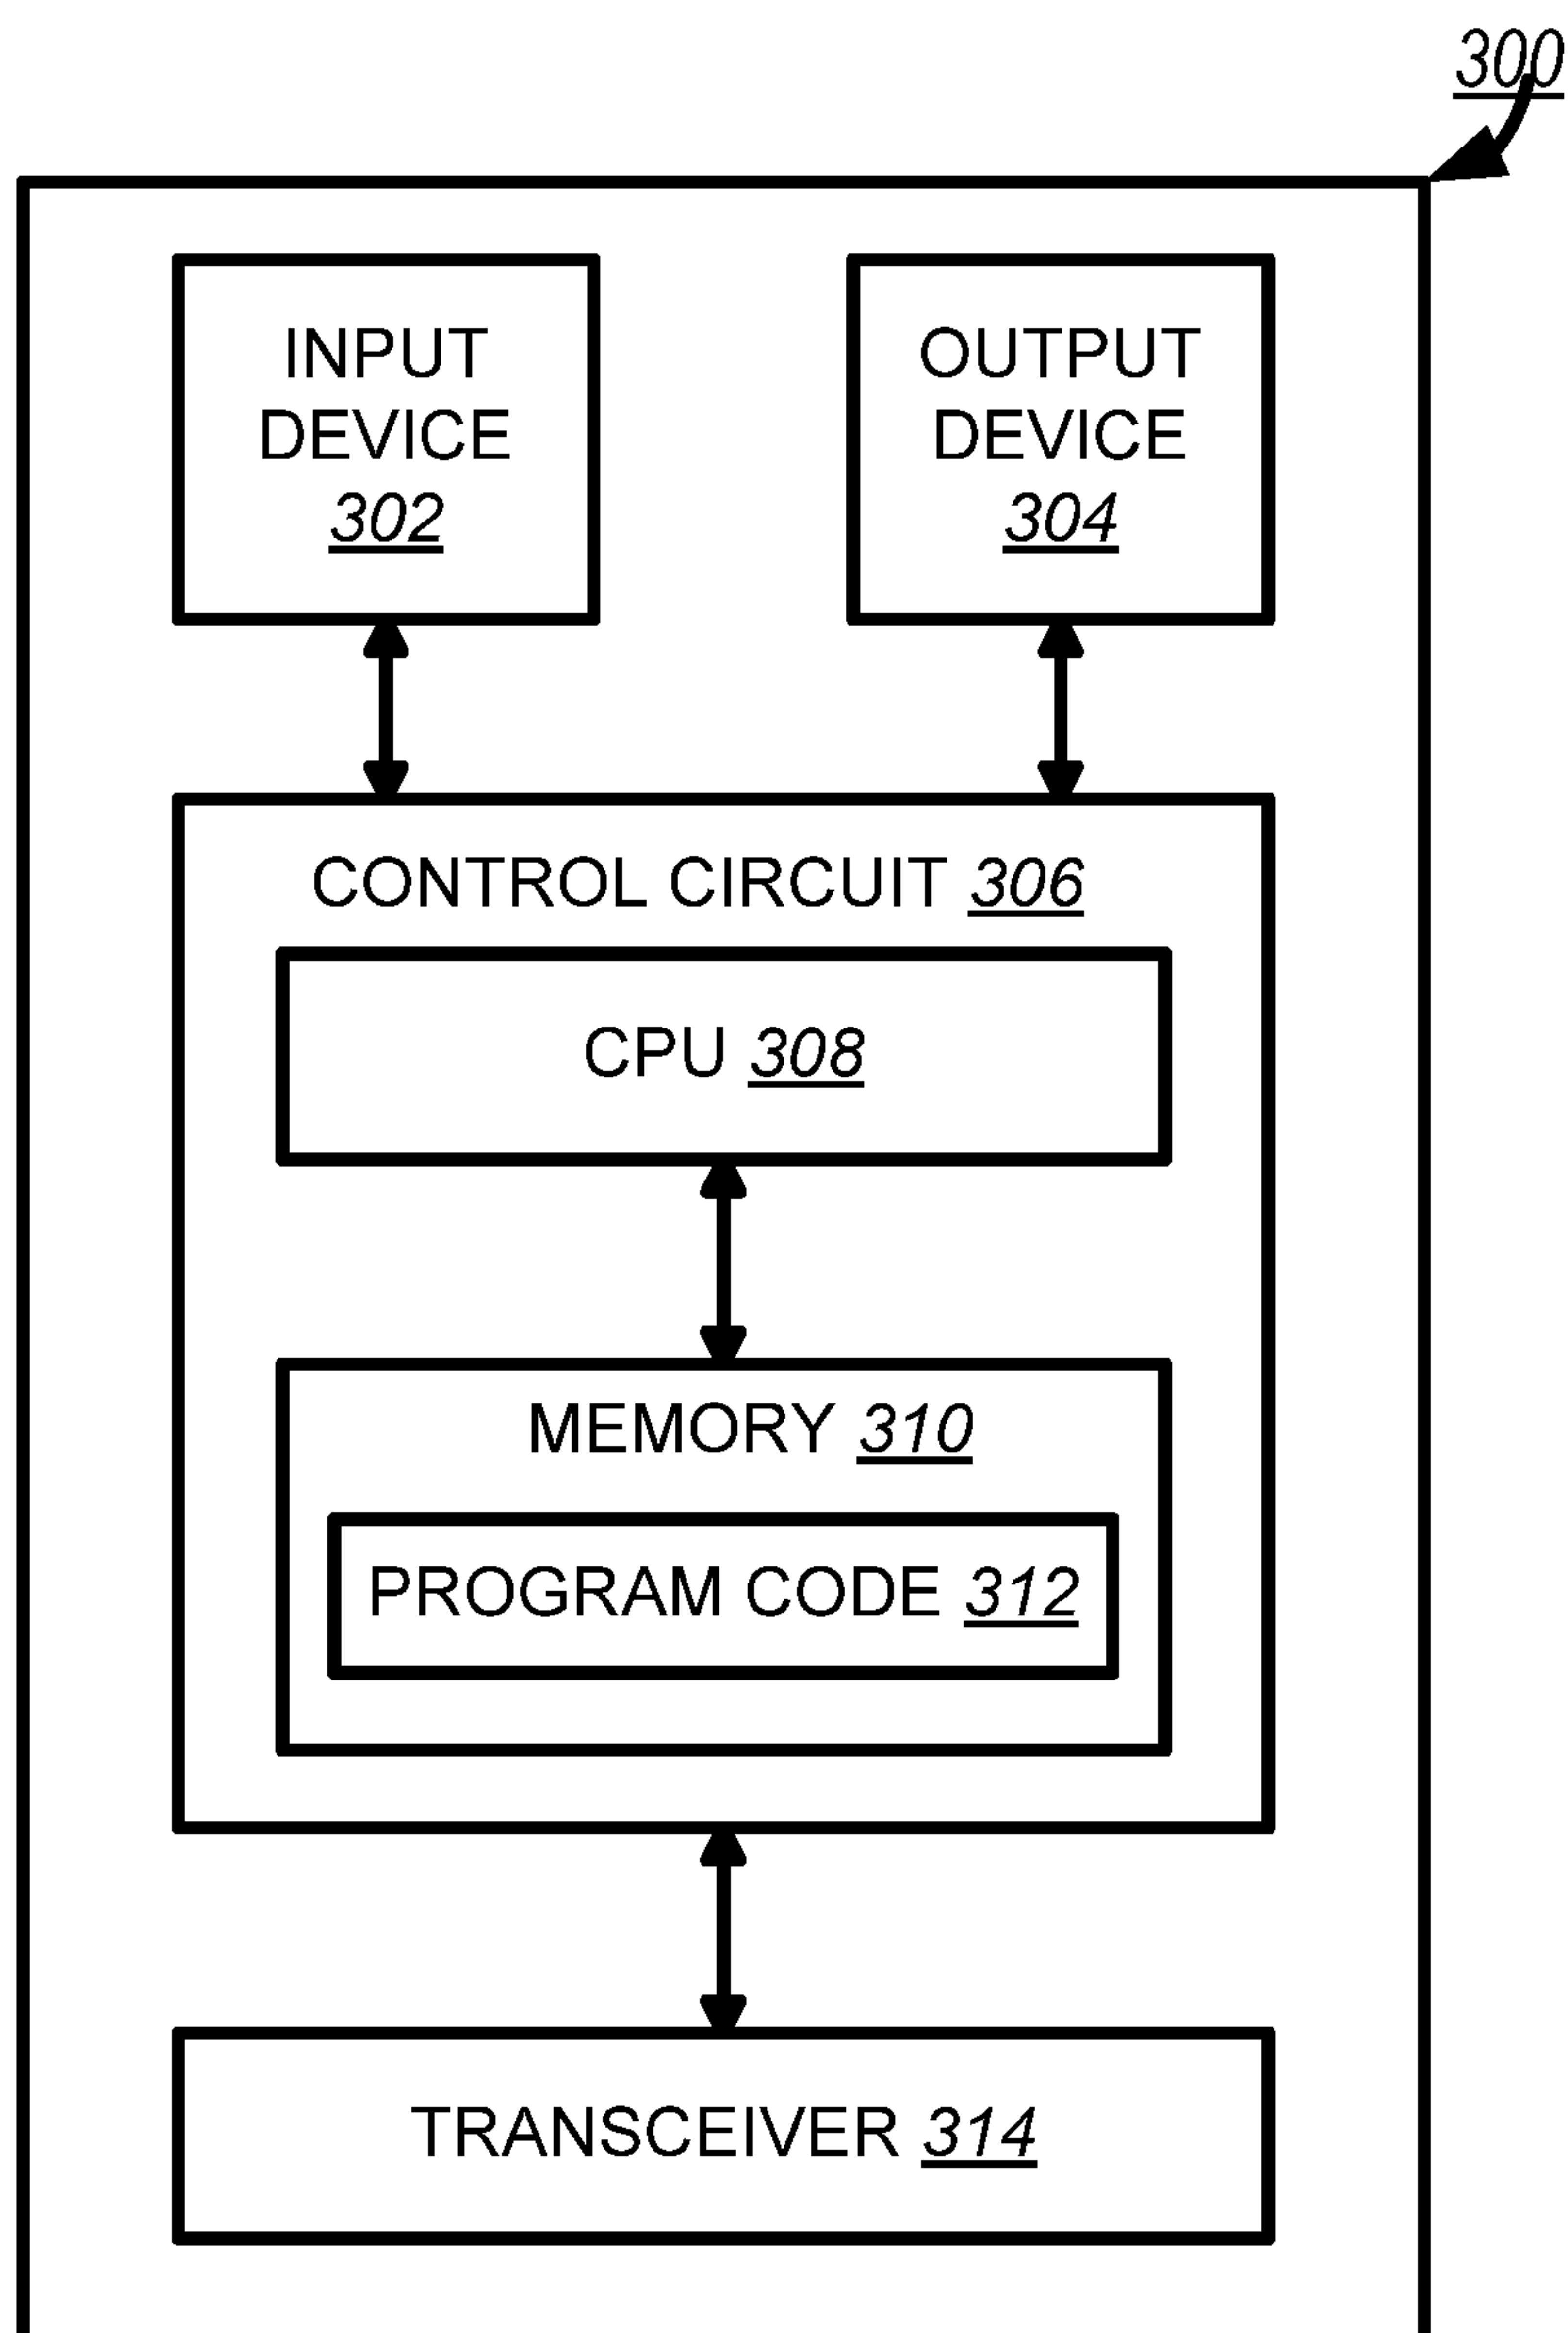 300
INPUT
DEVICE
302
OUTPUT
DEVICE
304
CONTROL CIRCUIT 306
CPU 308
MEMORY 310
PROGRAM CODE 312
TRANSCEIVER 314